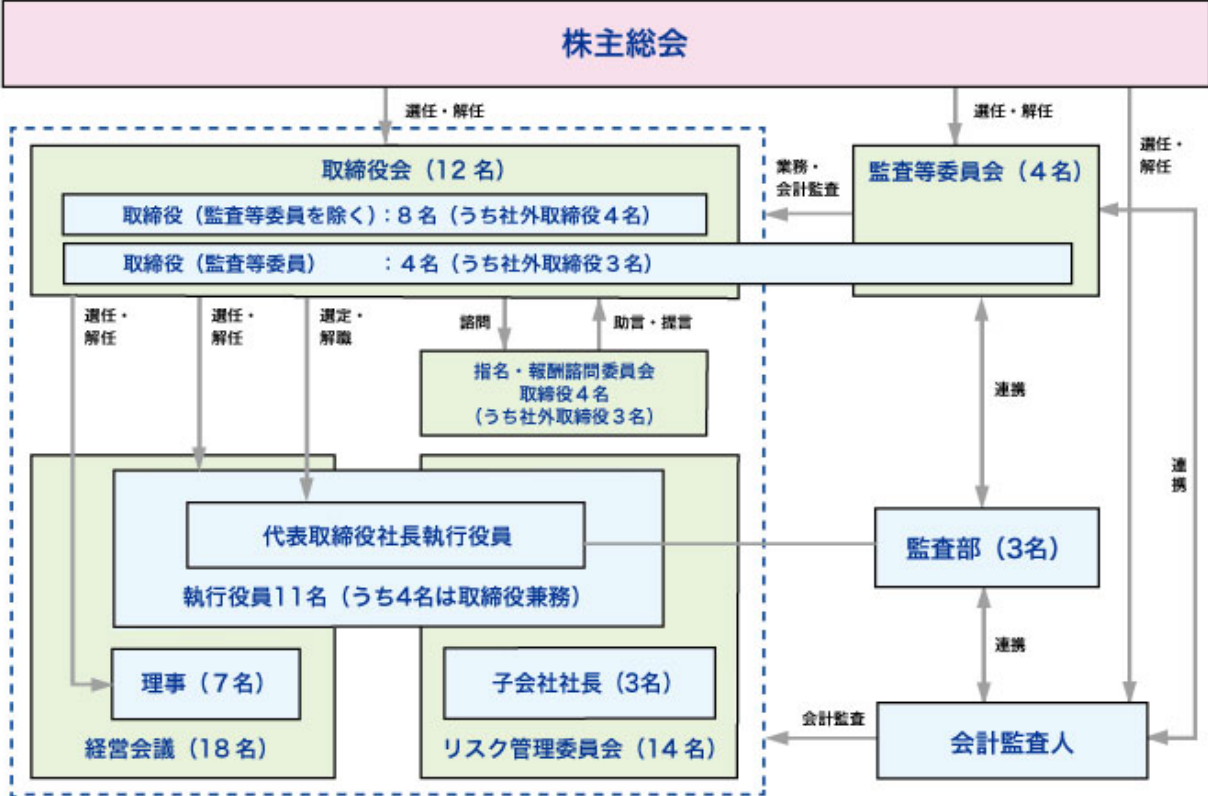 株主総会
選任・解任
選任・解任
選任・
解任
取締役会（12 名）
取締役（監査等委員を除く）：8 名（うち社外取締役４名）
取締役（監査等委員）　　　：４名（うち社外取締役３名）
業務・
会計監査
監査等委員会（４名）
選任・
解任
選任・
解任
選定・
解職
諮問
助言・提言
指名・報酬諮問委員会
取締役４名
（うち社外取締役３名）
連携
連
携
代表取締役社長執行役員
執行役員11名（うち4名は取締役兼務）
監査部（3名）
連携
理事（７名）
経営会議（18 名）
子会社社長（3名）
リスク管理委員会（14 名）
会計監査
会計監査人